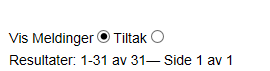 Vis Meldinger Tiltak
Resultater: 1-31 av 31— Side 1 av 1